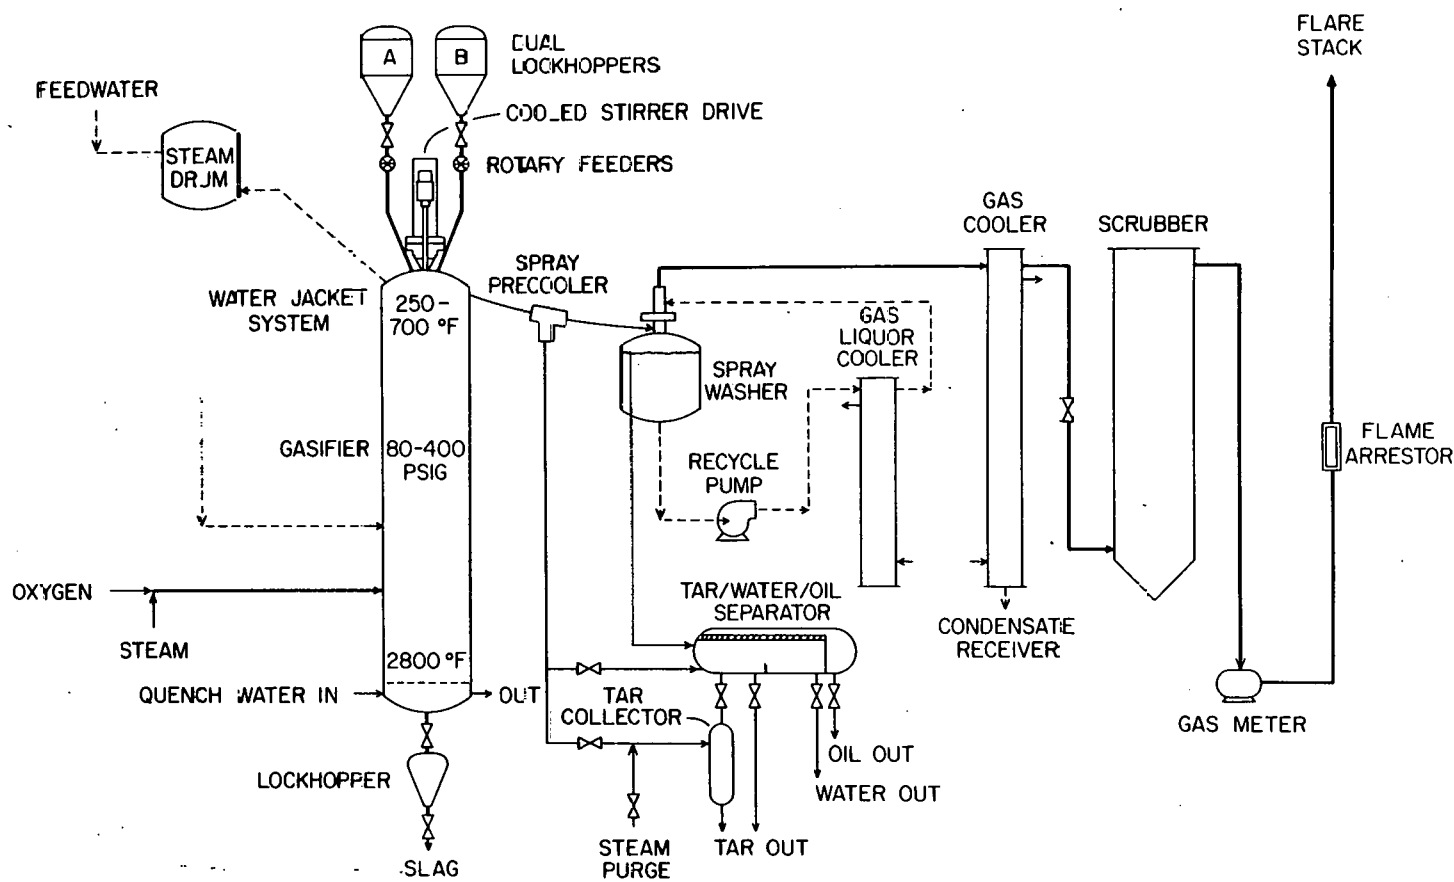 FLARE
STACK
A
B
DUAL
LOCKHOPPERS
FEEDWATER
COOLED STIRRER DRIVE
STEAM
DRUM
ROTARY FEEDERS
GAS
COOLER
SCRUBBER
SPRAY
PRECOOLER
WATER JACKET
SYSTEM
250-
700 °F
GAS
LIQUOR
COOLER
SPRAY
WASHER
GASIFIER
80-400
PSIG
FLAME
ARRESTOR
RECYCLE
PUMP
OXYGEN
TAR/WATER/OIL
SEPARATOR
STEAM
2800 °F
CONDENSATE
RECEIVER
QUENCH WATER IN
OUT
TAR
COLLECTOR
GAS METER
OIL OUT
LOCKHOPPER
WATER OUT
STEAM
PURGE
TAR OUT
SLAG